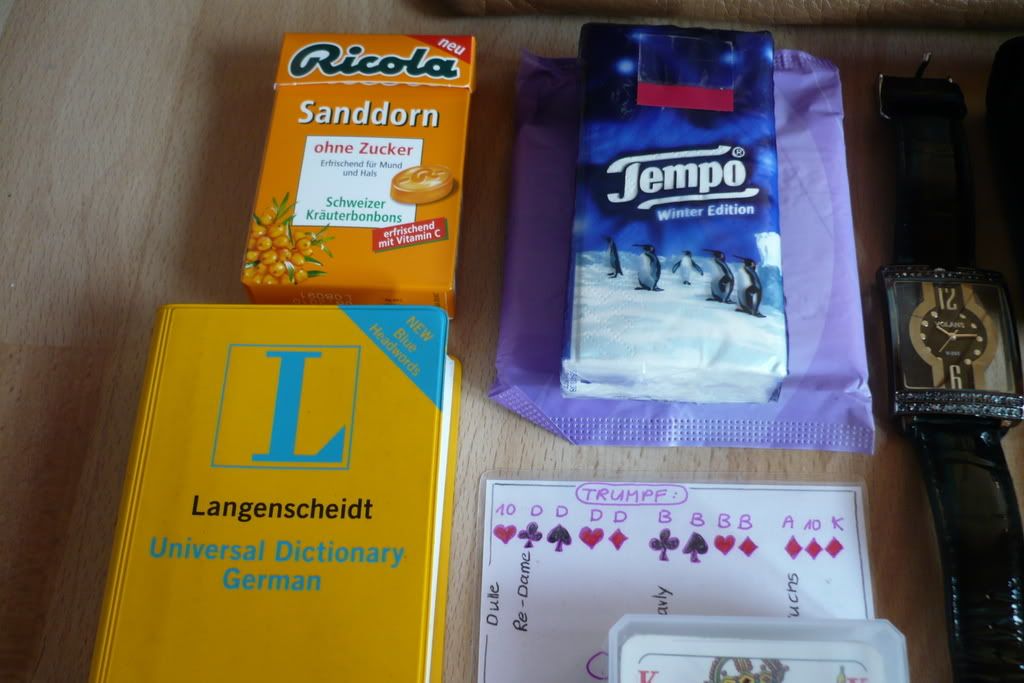 Ricola
neu
Sanddorn
ohne Zucker
Erfrischend für Mund
und Hals
Schweizer
Kräuterbonbons
erfrischend
mit Vitamin C
Tempo®
Winter Edition
12
VOLANS
6
NEW
Blue
Headwords
L
Langenscheidt
Universal Dictionary
German
TRUMPF:
10 D D D D B B B B A 10 K
Dulle
Re-Dame
K